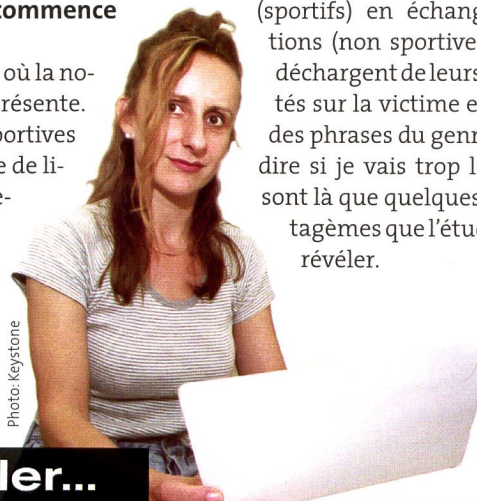 commence
où la no-
résente.
portives
e de li-
e-
(sportifs) en échang
tions (non sportive
déchargent de leurs
tés sur la victime e
des phrases du genr
dire si je vais trop l
sont là que quelques
tagèmes que l'étu
révéler.
Photo: Keystone
ler...